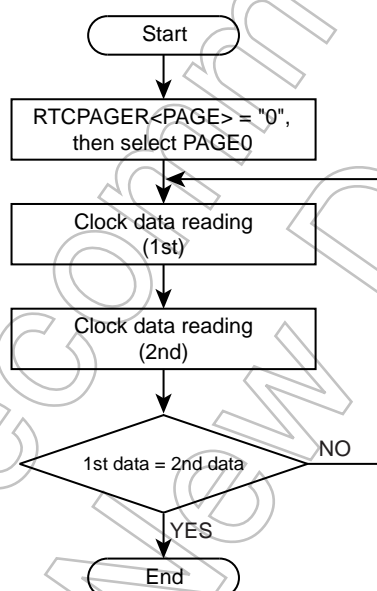 Start
RTCPAGER<PAGE> = "0",
then select PAGE0
Clock data reading
(1st)
Clock data reading
(2nd)
1st data = 2nd data
NO
YES
End